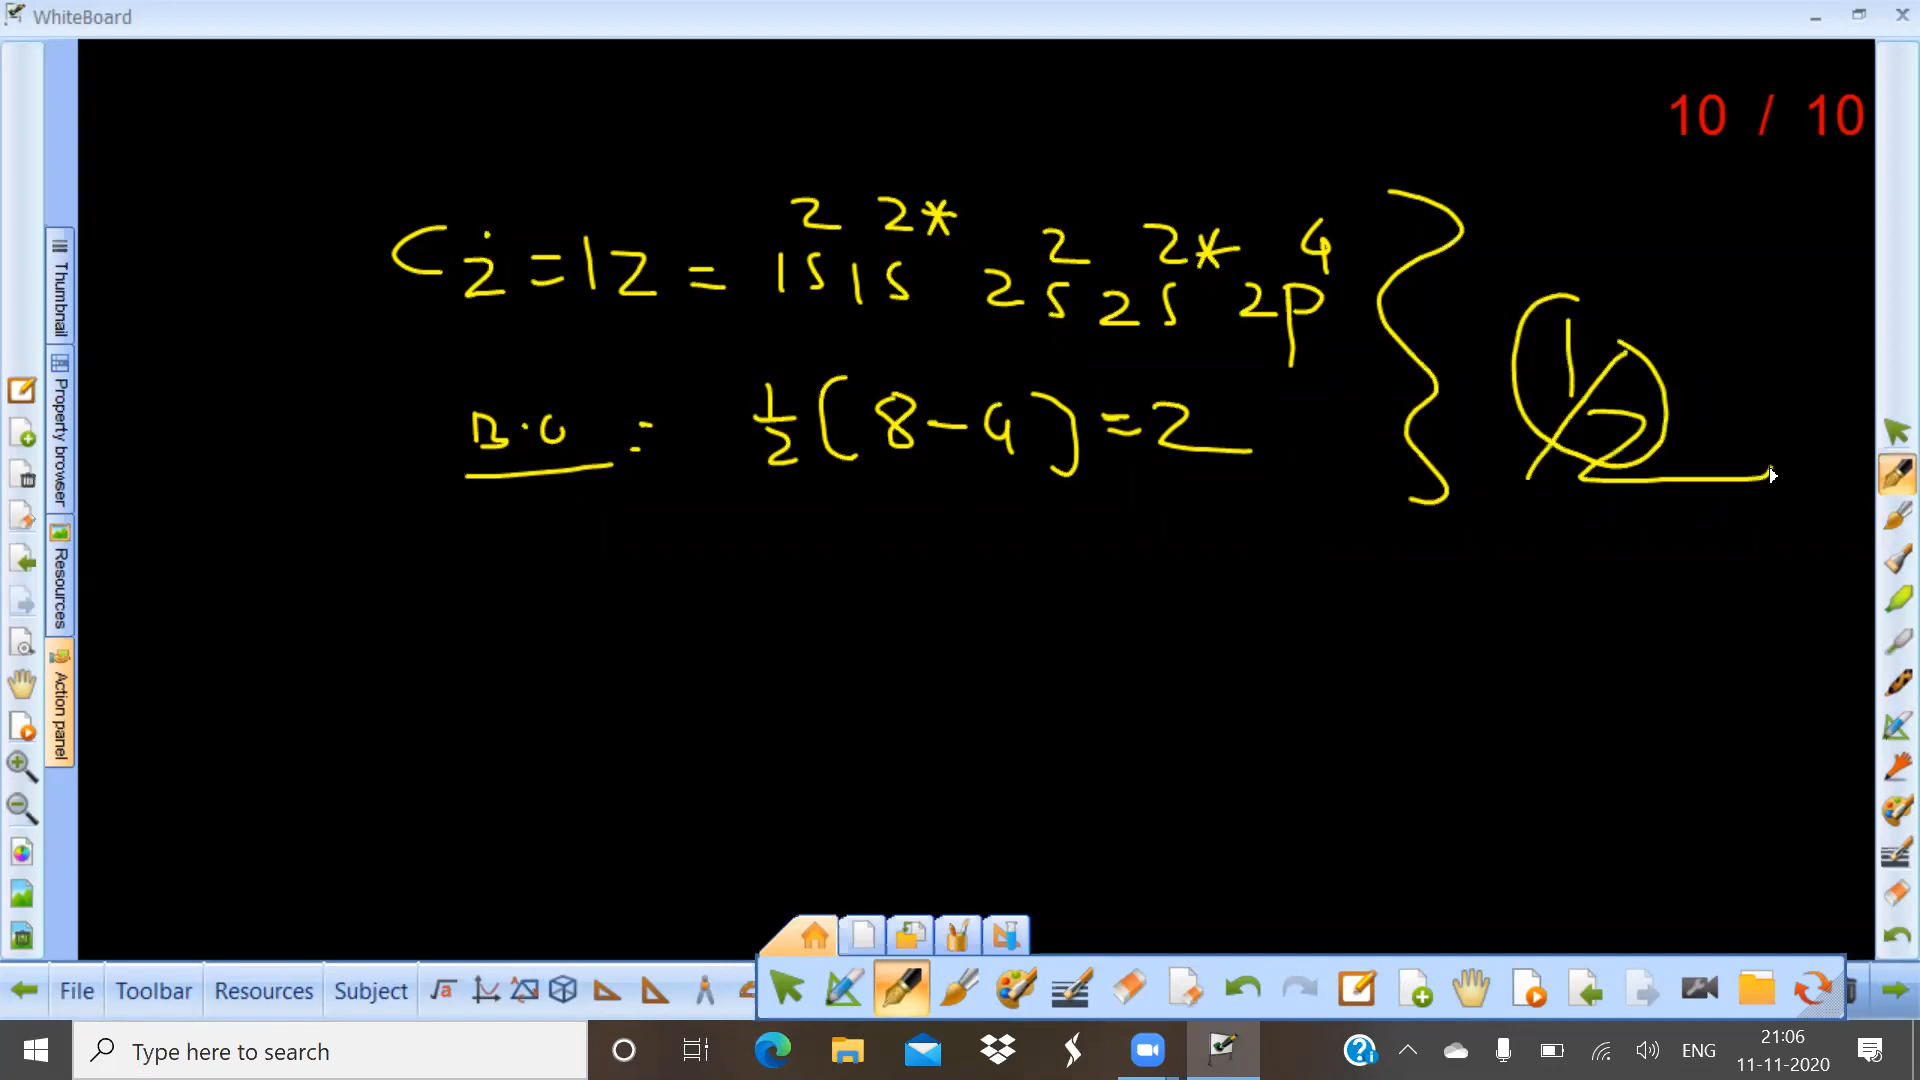 WhiteBoard
10 / 10
C₂ = 12 = 1s² 1s²* 2s² 2s²* 2p⁴
B.O = 1/2 (8-4) = 2
1/2
Thumbnail
Property browser
Resources
Action panel
File Toolbar Resources Subject
Type here to search
ENG
21:06
11-11-2020